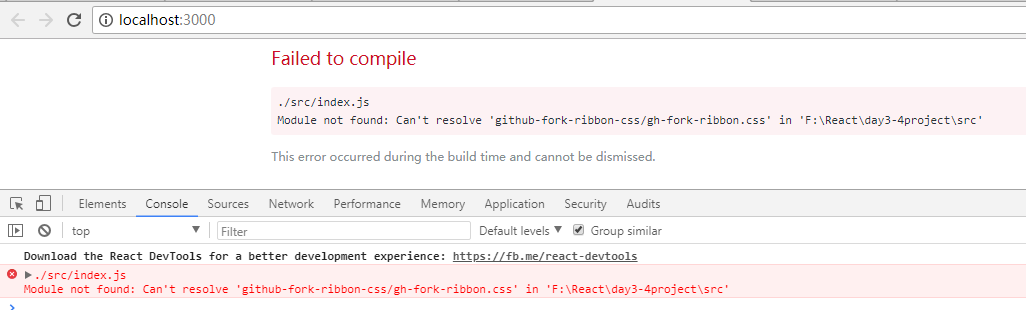 localhost:3000
Failed to compile
./src/index.js
Module not found: Can't resolve 'github-fork-ribbon-css/gh-fork-ribbon.css' in 'F:\React\day3-4project\src'
This error occurred during the build time and cannot be dismissed.
Elements Console Sources Network Performance Memory Application Security Audits
top Filter Default levels Group similar
Download the React DevTools for a better development experience: https://fb.me/react-devtools
./src/index.js
Module not found: Can't resolve 'github-fork-ribbon-css/gh-fork-ribbon.css' in 'F:\React\day3-4project\src'